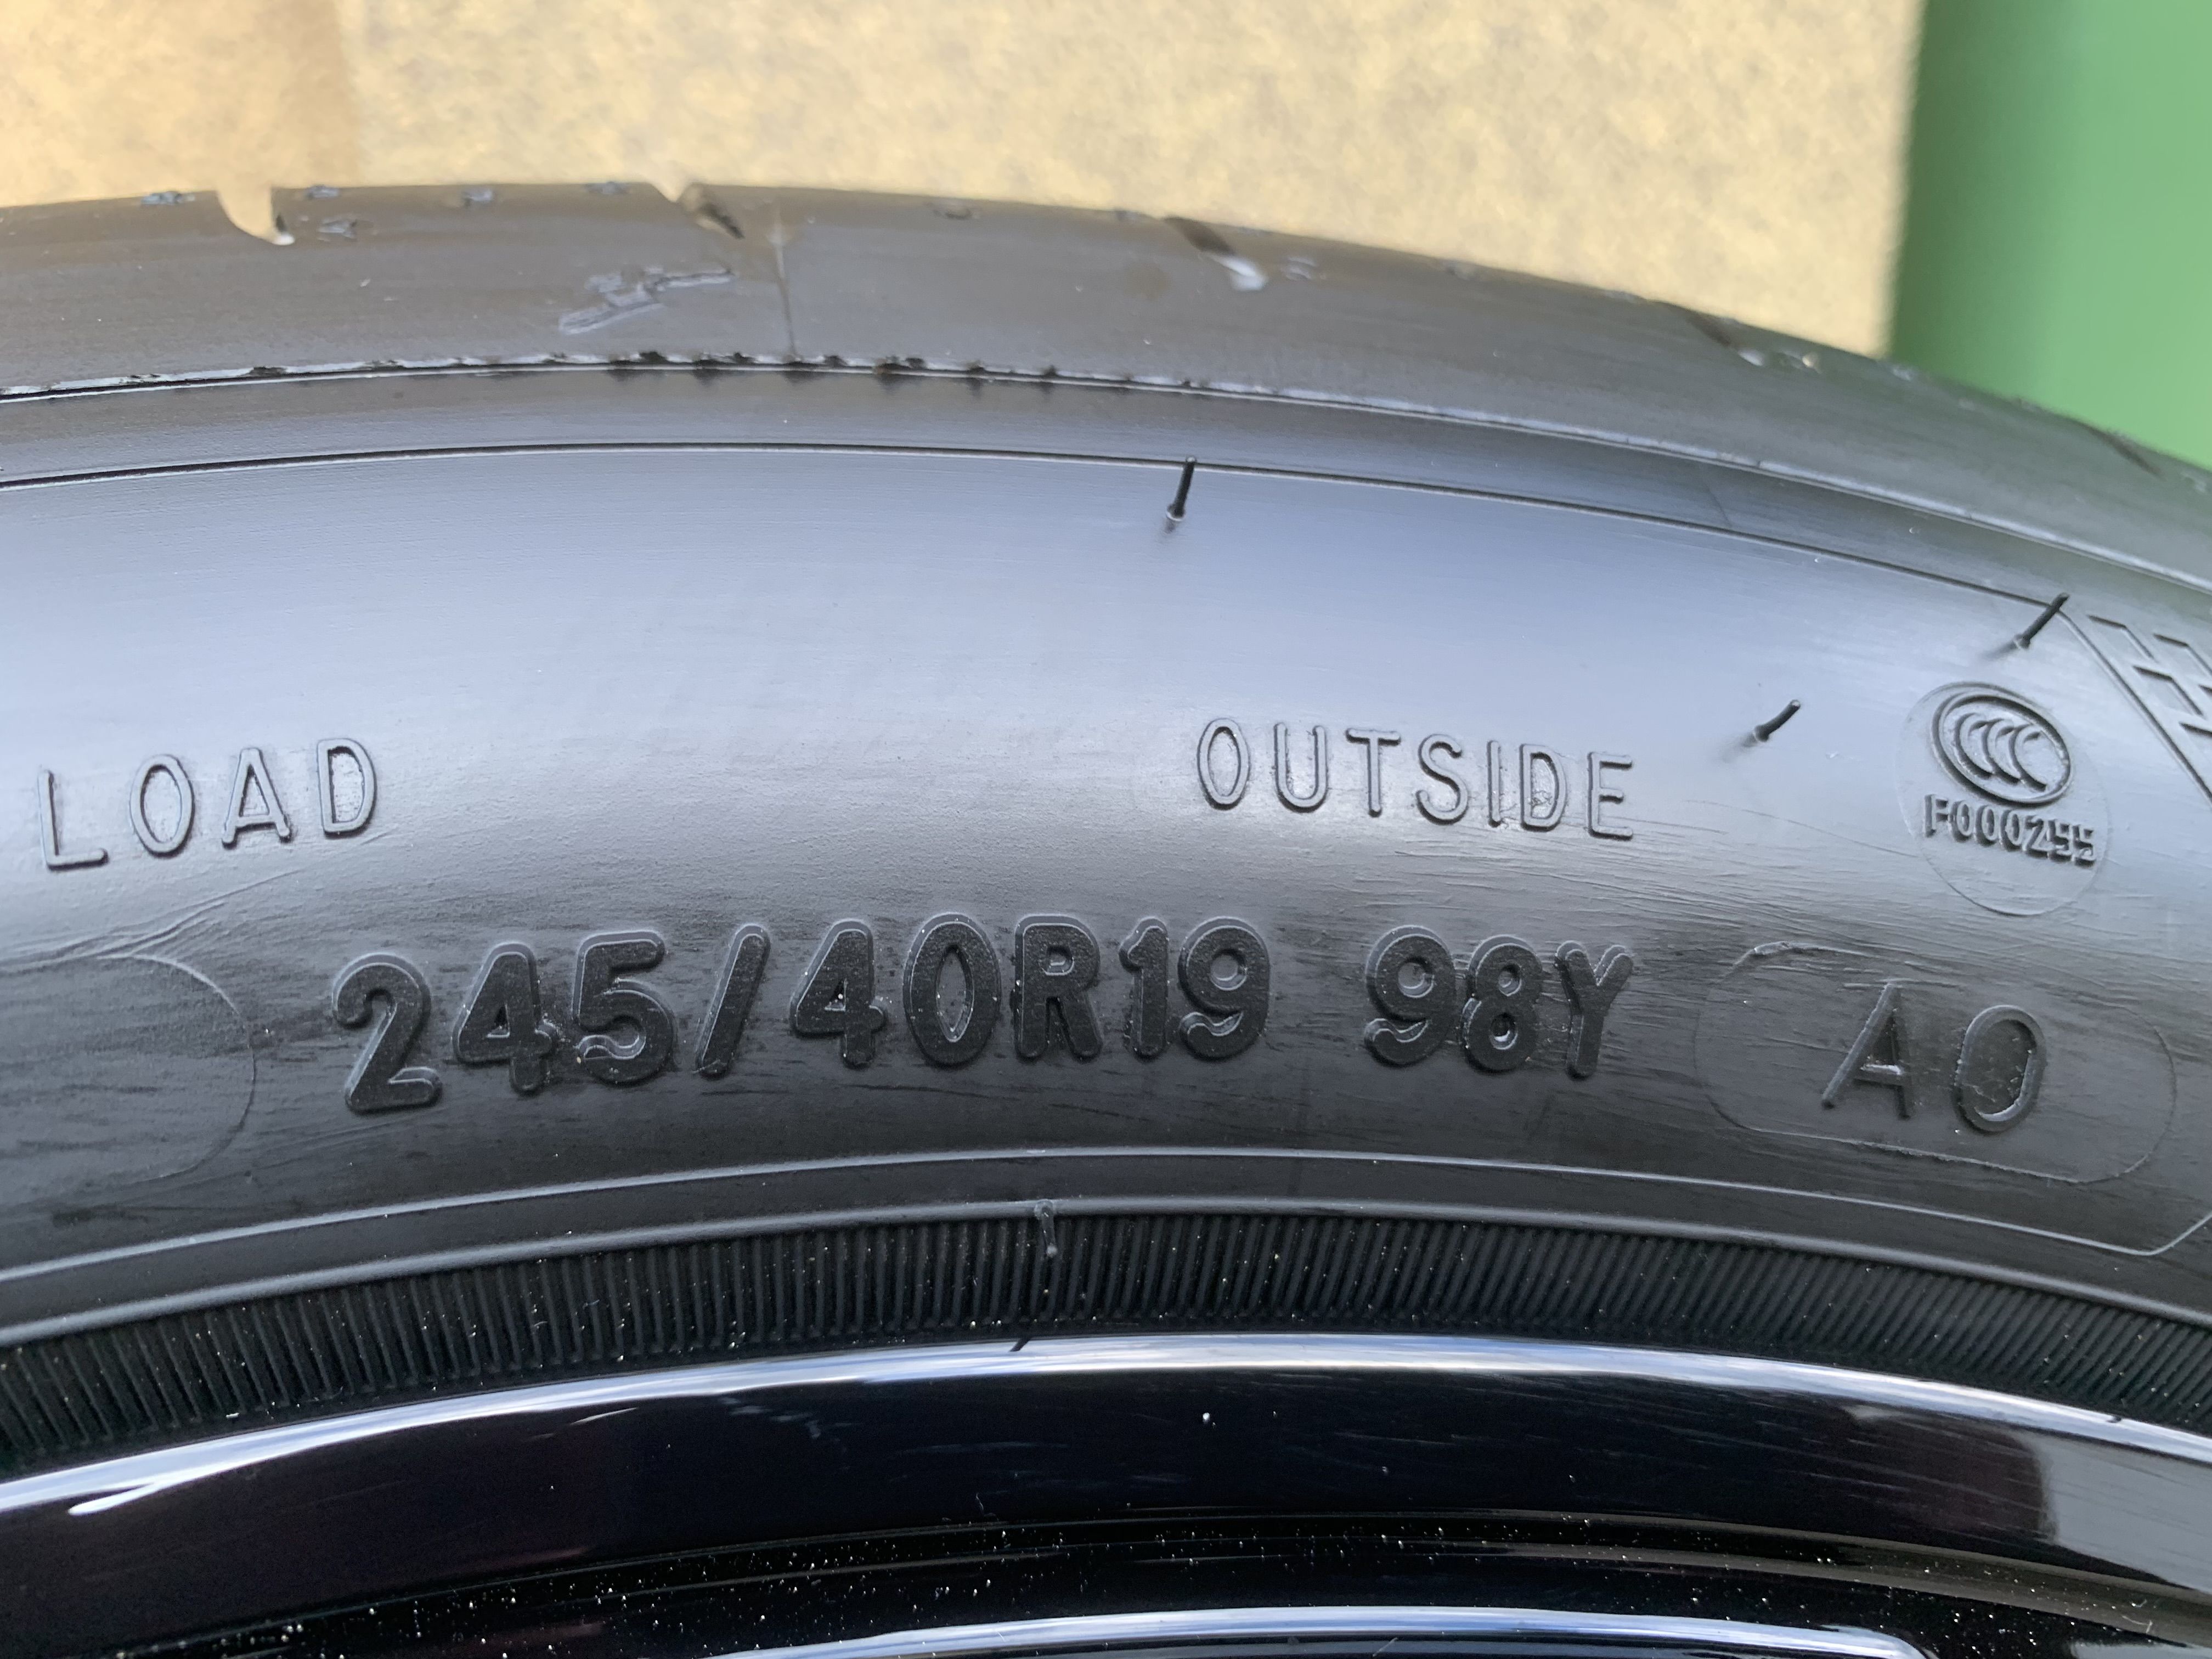 LOAD
OUTSIDE
CCC
F000255
245/40R19 98Y
AO